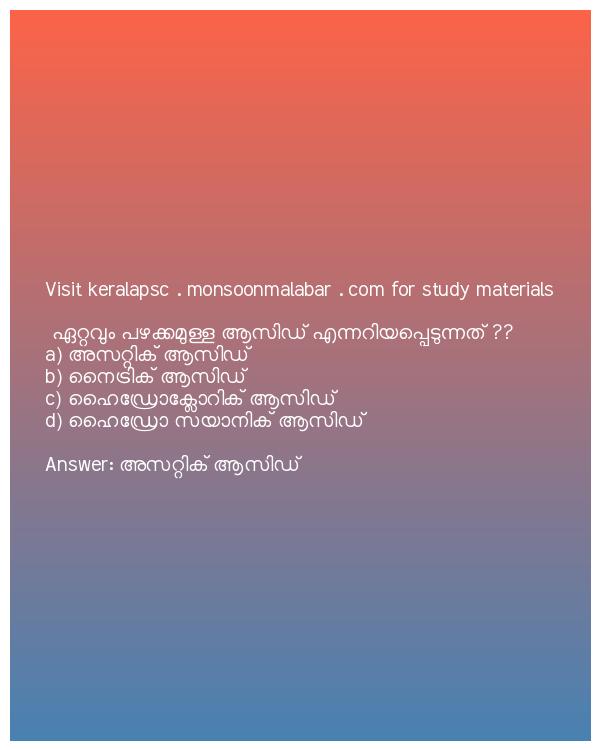 Visit keralapsc . monsoonmalabar . com for study materials
ഏറ്റവും പഴക്കമുള്ള ആസിഡ് എന്നറിയപ്പെടുന്നത് ??
a) അസറ്റിക് ആസിഡ്
b) നൈട്രിക് ആസിഡ്
c) ഹൈഡ്രോക്ലോറിക് ആസിഡ്
d) ഹൈഡ്രോ സയാനിക് ആസിഡ്
Answer: അസറ്റിക് ആസിഡ്